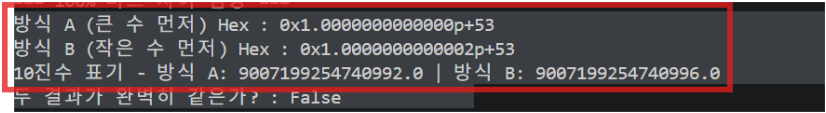 방식 A (큰 수 먼저) Hex : 0x1.0000000000000p+53
방식 B (작은 수 먼저) Hex : 0x1.0000000000002p+53
10진수 표기 - 방식 A: 9007199254740992.0 | 방식 B: 9007199254740996.0
두 결과가 완벽히 같은가? : False